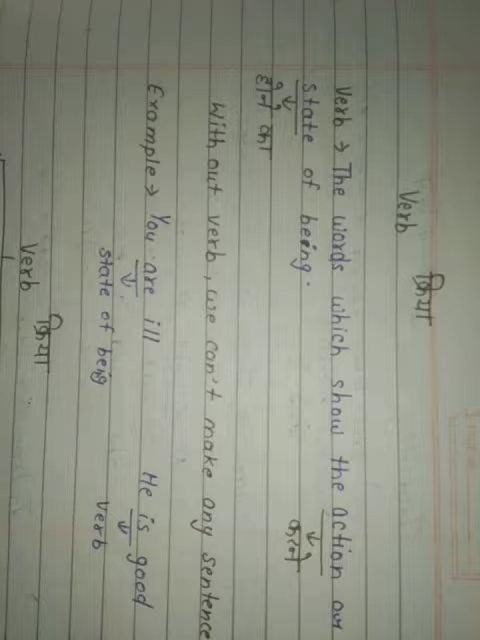 क्रिया
Verb
Verb → The words which show the action or
करने
state of being.
होने का
With out verb, we can't make any sentence
Example → You are ill He is good
state of being verb
क्रिया
verb